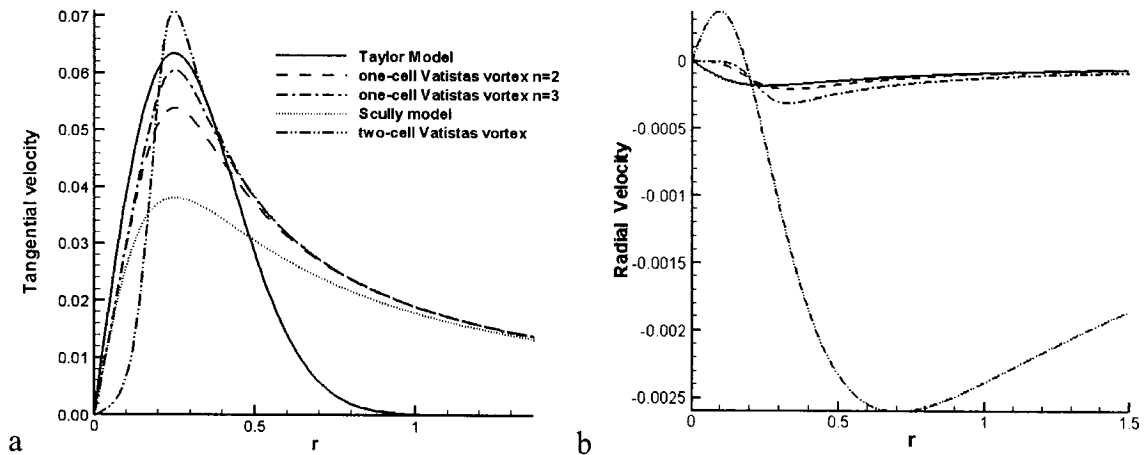 0.07
0.06
0.05
0.04
0.03
0.02
0.01
0.00
Tangential velocity
0
0.5
1
r
Taylor Model
one-cell Vatistas vortex n=2
one-cell Vatistas vortex n=3
Scully model
two-cell Vatistas vortex
a
0
-0.0005
-0.001
-0.0015
-0.002
-0.0025
Radial Velocity
0
0.5
1
1.5
r
b